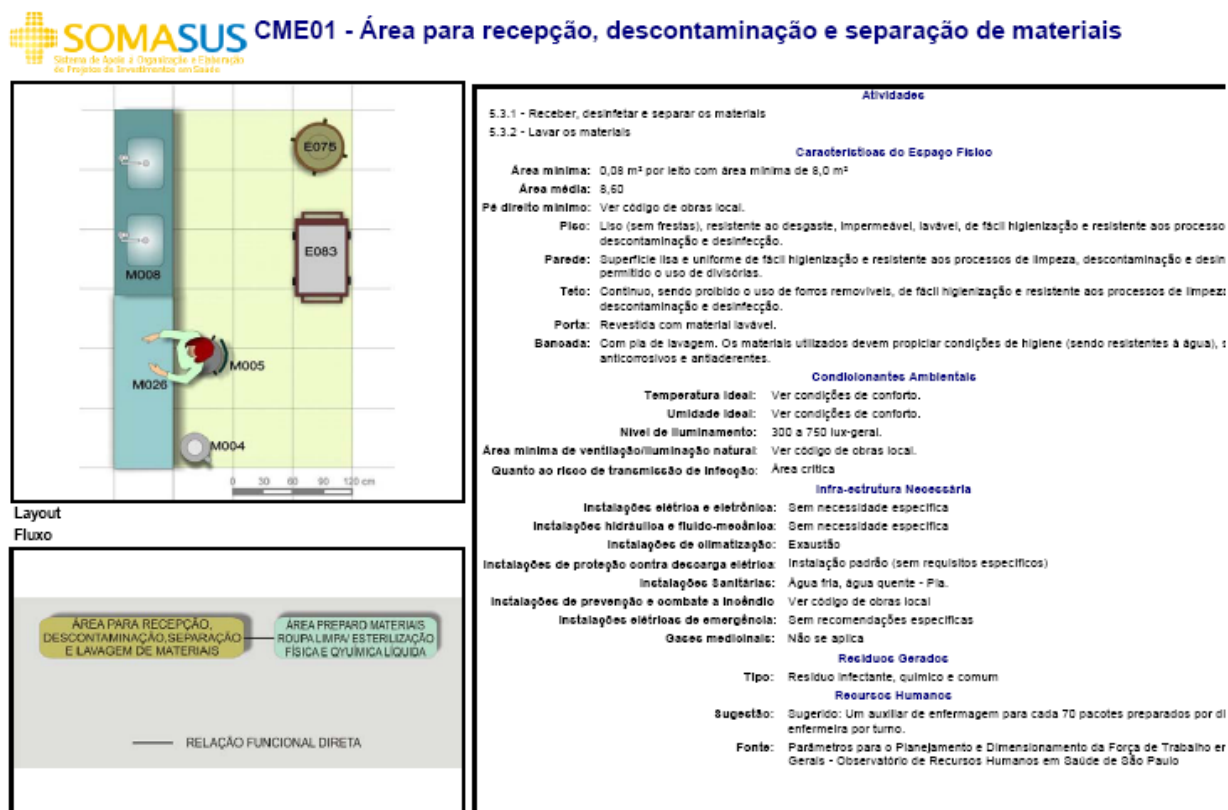 SOMASUS
Sistema de Apoio à Organização e Elaboração
de Projetos de Investimentos em Saúde
CME01 - Área para recepção, descontaminação e separação de materiais
E075
E083
M008
M005
M026
M004
0 30 60 90 120 cm
Layout
Fluxo
ÁREA PARA RECEPÇÃO,
DESCONTAMINAÇÃO,SEPARAÇÃO
E LAVAGEM DE MATERIAIS
ÁREA PREPARO MATERIAIS
ROUPA LIMPA/ ESTERILIZAÇÃO
FÍSICA E QYUÍMICA LÍQUIDA
RELAÇÃO FUNCIONAL DIRETA
Atividades
5.3.1 - Receber, desinfetar e separar os materiais
5.3.2 - Lavar os materiais
Características do Espaço Físico
Área mínima: 0,08 m² por leito com área mínima de 8,0 m²
Área média: 8,60
Pé direito mínimo: Ver código de obras local.
Piso: Liso (sem frestas), resistente ao desgaste, impermeável, lavável, de fácil higienização e resistente aos processo
descontaminação e desinfecção.
Parede: Superfície lisa e uniforme de fácil higienização e resistente aos processos de limpeza, descontaminação e desin
permitido o uso de divisórias.
Teto: Contínuo, sendo proibido o uso de forros removíveis, de fácil higienização e resistente aos processos de limpez
descontaminação e desinfecção.
Porta: Revestida com material lavável.
Bancada: Com pia de lavagem. Os materiais utilizados devem propiciar condições de higiene (sendo resistentes à água), s
anticorrosivos e antiaderentes.
Condicionantes Ambientais
Temperatura ideal: Ver condições de conforto.
Umidade ideal: Ver condições de conforto.
Nível de iluminamento: 300 a 750 lux-geral.
Área mínima de ventilação/iluminação natural: Ver código de obras local.
Quanto ao risco de transmissão de infecção: Área crítica
Infra-estrutura Necessária
Instalações elétrica e eletrônica: Sem necessidade específica
Instalações hidráulica e fluido-mecânica: Sem necessidade específica
Instalações de climatização: Exaustão
Instalações de proteção contra descarga elétrica: Instalação padrão (sem requisitos específicos)
Instalações Sanitárias: Água fria, água quente - Pia.
Instalações de prevenção e combate a incêndio Ver código de obras local
Instalações elétricas de emergência: Sem recomendações específicas
Gases medicinais: Não se aplica
Resíduos Gerados
Tipo: Resíduo infectante, químico e comum
Recursos Humanos
Sugestão: Sugerido: Um auxiliar de enfermagem para cada 70 pacotes preparados por di
enfermeira por turno.
Fonte: Parâmetros para o Planejamento e Dimensionamento da Força de Trabalho em
Gerais - Observatório de Recursos Humanos em Saúde de São Paulo